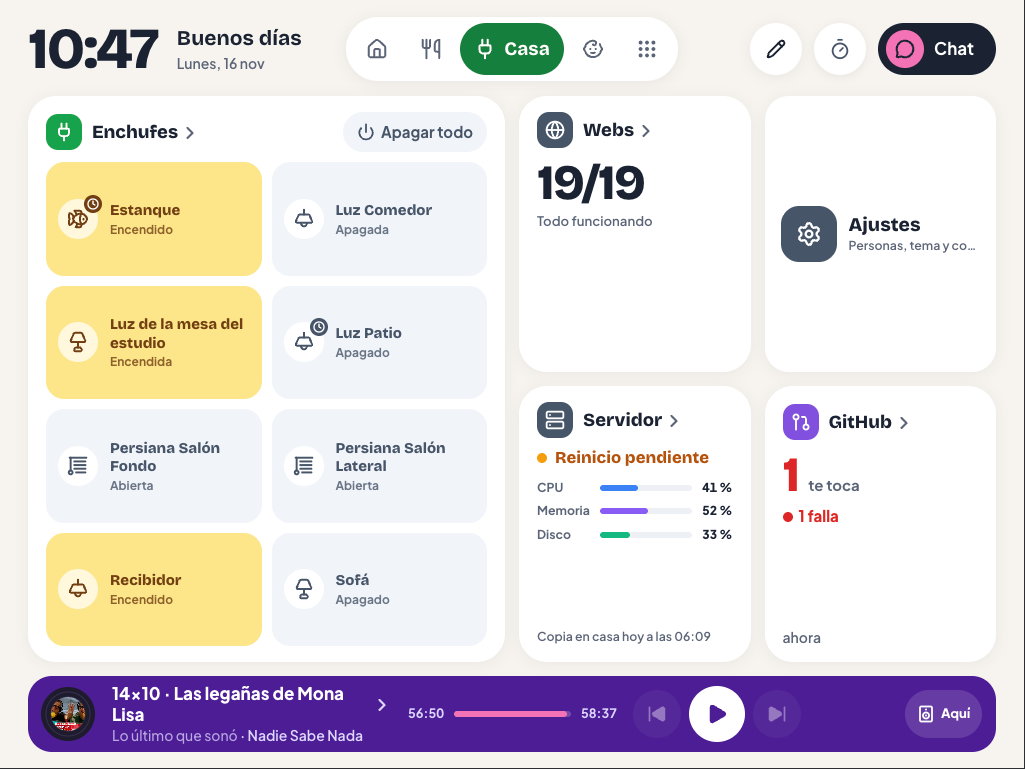 10:47
Buenos días
Lunes, 16 nov
Casa
Chat
Enchufes
Apagar todo
Estanque
Encendido
Luz Comedor
Apagada
Luz de la mesa del
estudio
Encendida
Luz Patio
Apagado
Persiana Salón
Fondo
Abierta
Persiana Salón
Lateral
Abierta
Recibidor
Encendido
Sofá
Apagado
Webs
19/19
Todo funcionando
Ajustes
Personas, tema y co...
Servidor
Reinicio pendiente
CPU 41 %
Memoria 52 %
Disco 33 %
Copia en casa hoy a las 06:09
GitHub
1 te toca
1 falla
ahora
14×10 · Las legañas de Mona
Lisa
Lo último que sonó · Nadie Sabe Nada
56:50
58:37
Aquí